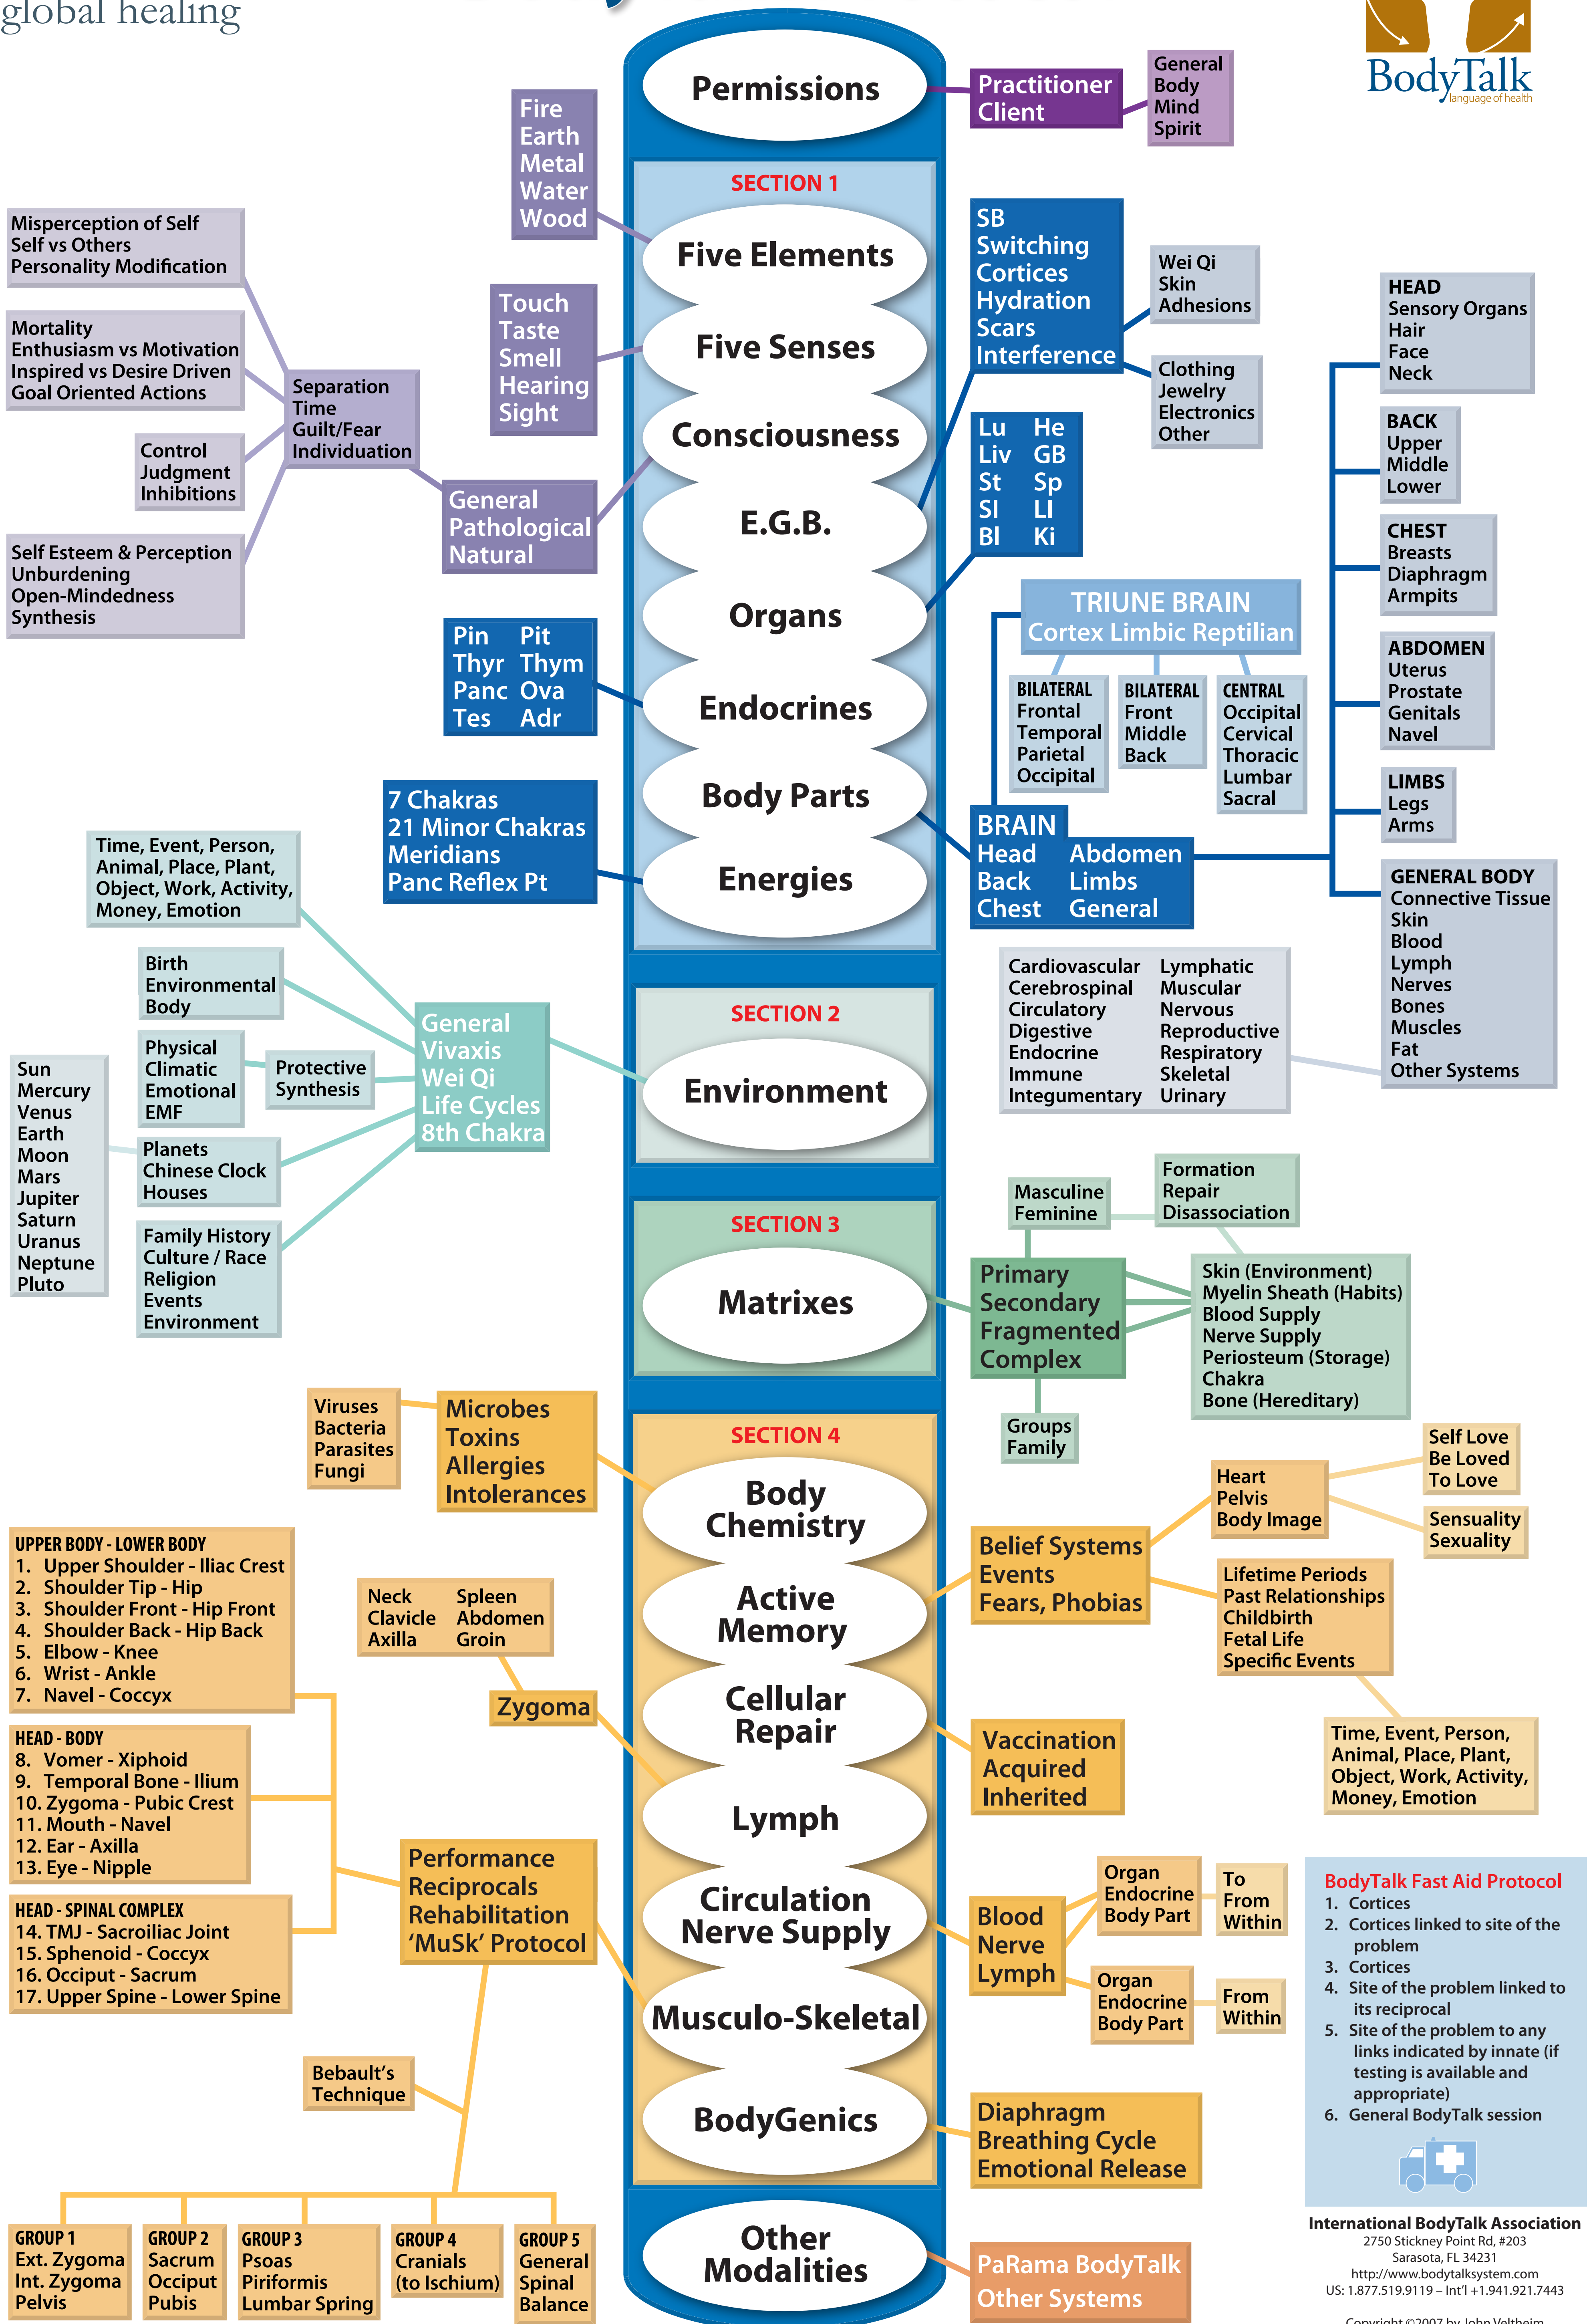 global healing
BodyTalk
language of health
Permissions
Practitioner
Client
General
Body
Mind
Spirit
SECTION 1
Five Elements
Fire
Earth
Metal
Water
Wood
Five Senses
Touch
Taste
Smell
Hearing
Sight
Consciousness
General
Pathological
Natural
Separation
Time
Guilt/Fear
Individuation
Misperception of Self
Self vs Others
Personality Modification
Mortality
Enthusiasm vs Motivation
Inspired vs Desire Driven
Goal Oriented Actions
Control
Judgment
Inhibitions
Self Esteem & Perception
Unburdening
Open-Mindedness
Synthesis
E.G.B.
SB
Switching
Cortices
Hydration
Scars
Interference
Wei Qi
Skin
Adhesions
Clothing
Jewelry
Electronics
Other
Organs
Lu He
Liv GB
St Sp
SI LI
Bl Ki
Endocrines
Pin Pit
Thyr Thym
Panc Ova
Tes Adr
Body Parts
BRAIN
Head Abdomen
Back Limbs
Chest General
TRIUNE BRAIN
Cortex Limbic Reptilian
BILATERAL
Frontal
Temporal
Parietal
Occipital
BILATERAL
Front
Middle
Back
CENTRAL
Occipital
Cervical
Thoracic
Lumbar
Sacral
HEAD
Sensory Organs
Hair
Face
Neck
BACK
Upper
Middle
Lower
CHEST
Breasts
Diaphragm
Armpits
ABDOMEN
Uterus
Prostate
Genitals
Navel
LIMBS
Legs
Arms
GENERAL BODY
Connective Tissue
Skin
Blood
Lymph
Nerves
Bones
Muscles
Fat
Other Systems
Cardiovascular Lymphatic
Cerebrospinal Muscular
Circulatory Nervous
Digestive Reproductive
Endocrine Respiratory
Immune Skeletal
Integumentary Urinary
Energies
7 Chakras
21 Minor Chakras
Meridians
Panc Reflex Pt
SECTION 2
Environment
General
Vivaxis
Wei Qi
Life Cycles
8th Chakra
Time, Event, Person,
Animal, Place, Plant,
Object, Work, Activity,
Money, Emotion
Birth
Environmental
Body
Protective
Synthesis
Physical
Climatic
Emotional
EMF
Planets
Chinese Clock
Houses
Sun
Mercury
Venus
Earth
Moon
Mars
Jupiter
Saturn
Uranus
Neptune
Pluto
Family History
Culture / Race
Religion
Events
Environment
SECTION 3
Matrixes
Primary
Secondary
Fragmented
Complex
Masculine
Feminine
Formation
Repair
Disassociation
Skin (Environment)
Myelin Sheath (Habits)
Blood Supply
Nerve Supply
Periosteum (Storage)
Chakra
Bone (Hereditary)
Groups
Family
SECTION 4
Body
Chemistry
Microbes
Toxins
Allergies
Intolerances
Viruses
Bacteria
Parasites
Fungi
Active
Memory
Belief Systems
Events
Fears, Phobias
Heart
Pelvis
Body Image
Self Love
Be Loved
To Love
Sensuality
Sexuality
Lifetime Periods
Past Relationships
Childbirth
Fetal Life
Specific Events
Time, Event, Person,
Animal, Place, Plant,
Object, Work, Activity,
Money, Emotion
Cellular
Repair
Vaccination
Acquired
Inherited
Lymph
Zygoma
Neck Spleen
Clavicle Abdomen
Axilla Groin
Circulation
Nerve Supply
Blood
Nerve
Lymph
Organ
Endocrine
Body Part
To
From
Within
Organ
Endocrine
Body Part
From
Within
Musculo-Skeletal
Performance
Reciprocals
Rehabilitation
‘MuSk’ Protocol
UPPER BODY - LOWER BODY
1. Upper Shoulder - Iliac Crest
2. Shoulder Tip - Hip
3. Shoulder Front - Hip Front
4. Shoulder Back - Hip Back
5. Elbow - Knee
6. Wrist - Ankle
7. Navel - Coccyx
HEAD - BODY
8. Vomer - Xiphoid
9. Temporal Bone - Ilium
10. Zygoma - Pubic Crest
11. Mouth - Navel
12. Ear - Axilla
13. Eye - Nipple
HEAD - SPINAL COMPLEX
14. TMJ - Sacroiliac Joint
15. Sphenoid - Coccyx
16. Occiput - Sacrum
17. Upper Spine - Lower Spine
Bebault’s
Technique
GROUP 1
Ext. Zygoma
Int. Zygoma
Pelvis
GROUP 2
Sacrum
Occiput
Pubis
GROUP 3
Psoas
Piriformis
Lumbar Spring
GROUP 4
Cranials
(to Ischium)
GROUP 5
General
Spinal
Balance
BodyGenics
Diaphragm
Breathing Cycle
Emotional Release
Other
Modalities
PaRama BodyTalk
Other Systems
BodyTalk Fast Aid Protocol
1. Cortices
2. Cortices linked to site of the
problem
3. Cortices
4. Site of the problem linked to
its reciprocal
5. Site of the problem to any
links indicated by innate (if
testing is available and
appropriate)
6. General BodyTalk session
International BodyTalk Association
2750 Stickney Point Rd, #203
Sarasota, FL 34231
http://www.bodytalksystem.com
US: 1.877.519.9119 – Int’l +1.941.921.7443
Copyright ©2007 by John Veltheim